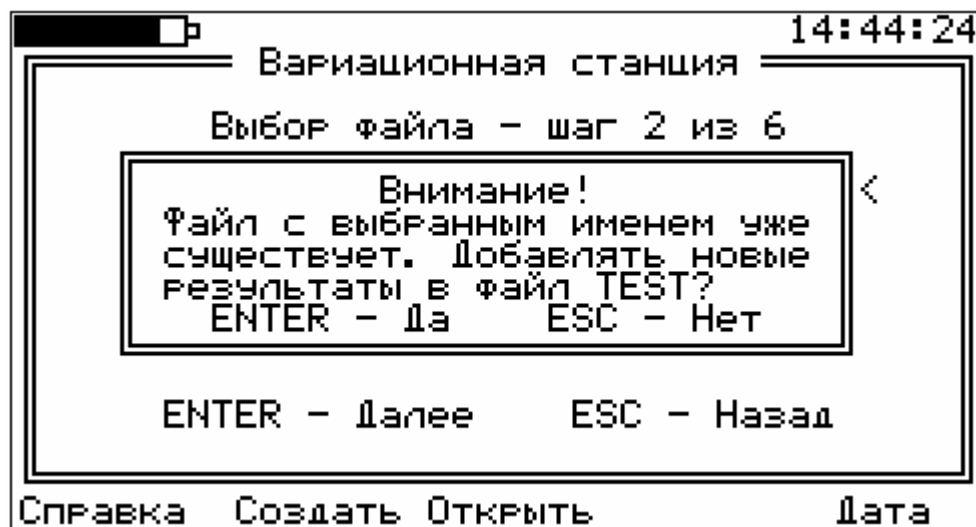 14:44:24
Вариационная станция
Выбор файла - шаг 2 из 6
<
Внимание!
Файл с выбранным именем уже
существует. Добавлять новые
результаты в файл TEST?
ENTER - Да ESC - Нет
ENTER - Далее ESC - Назад
Справка Создать Открыть Дата